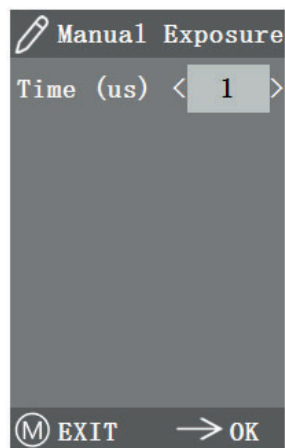 Manual Exposure
Time (us) < 1 >
M EXIT → OK